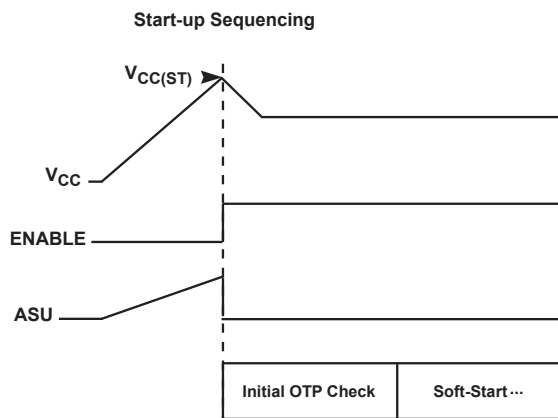 Start-up Sequencing
VCC(ST)
VCC
ENABLE
ASU
Initial OTP Check
Soft-Start ···